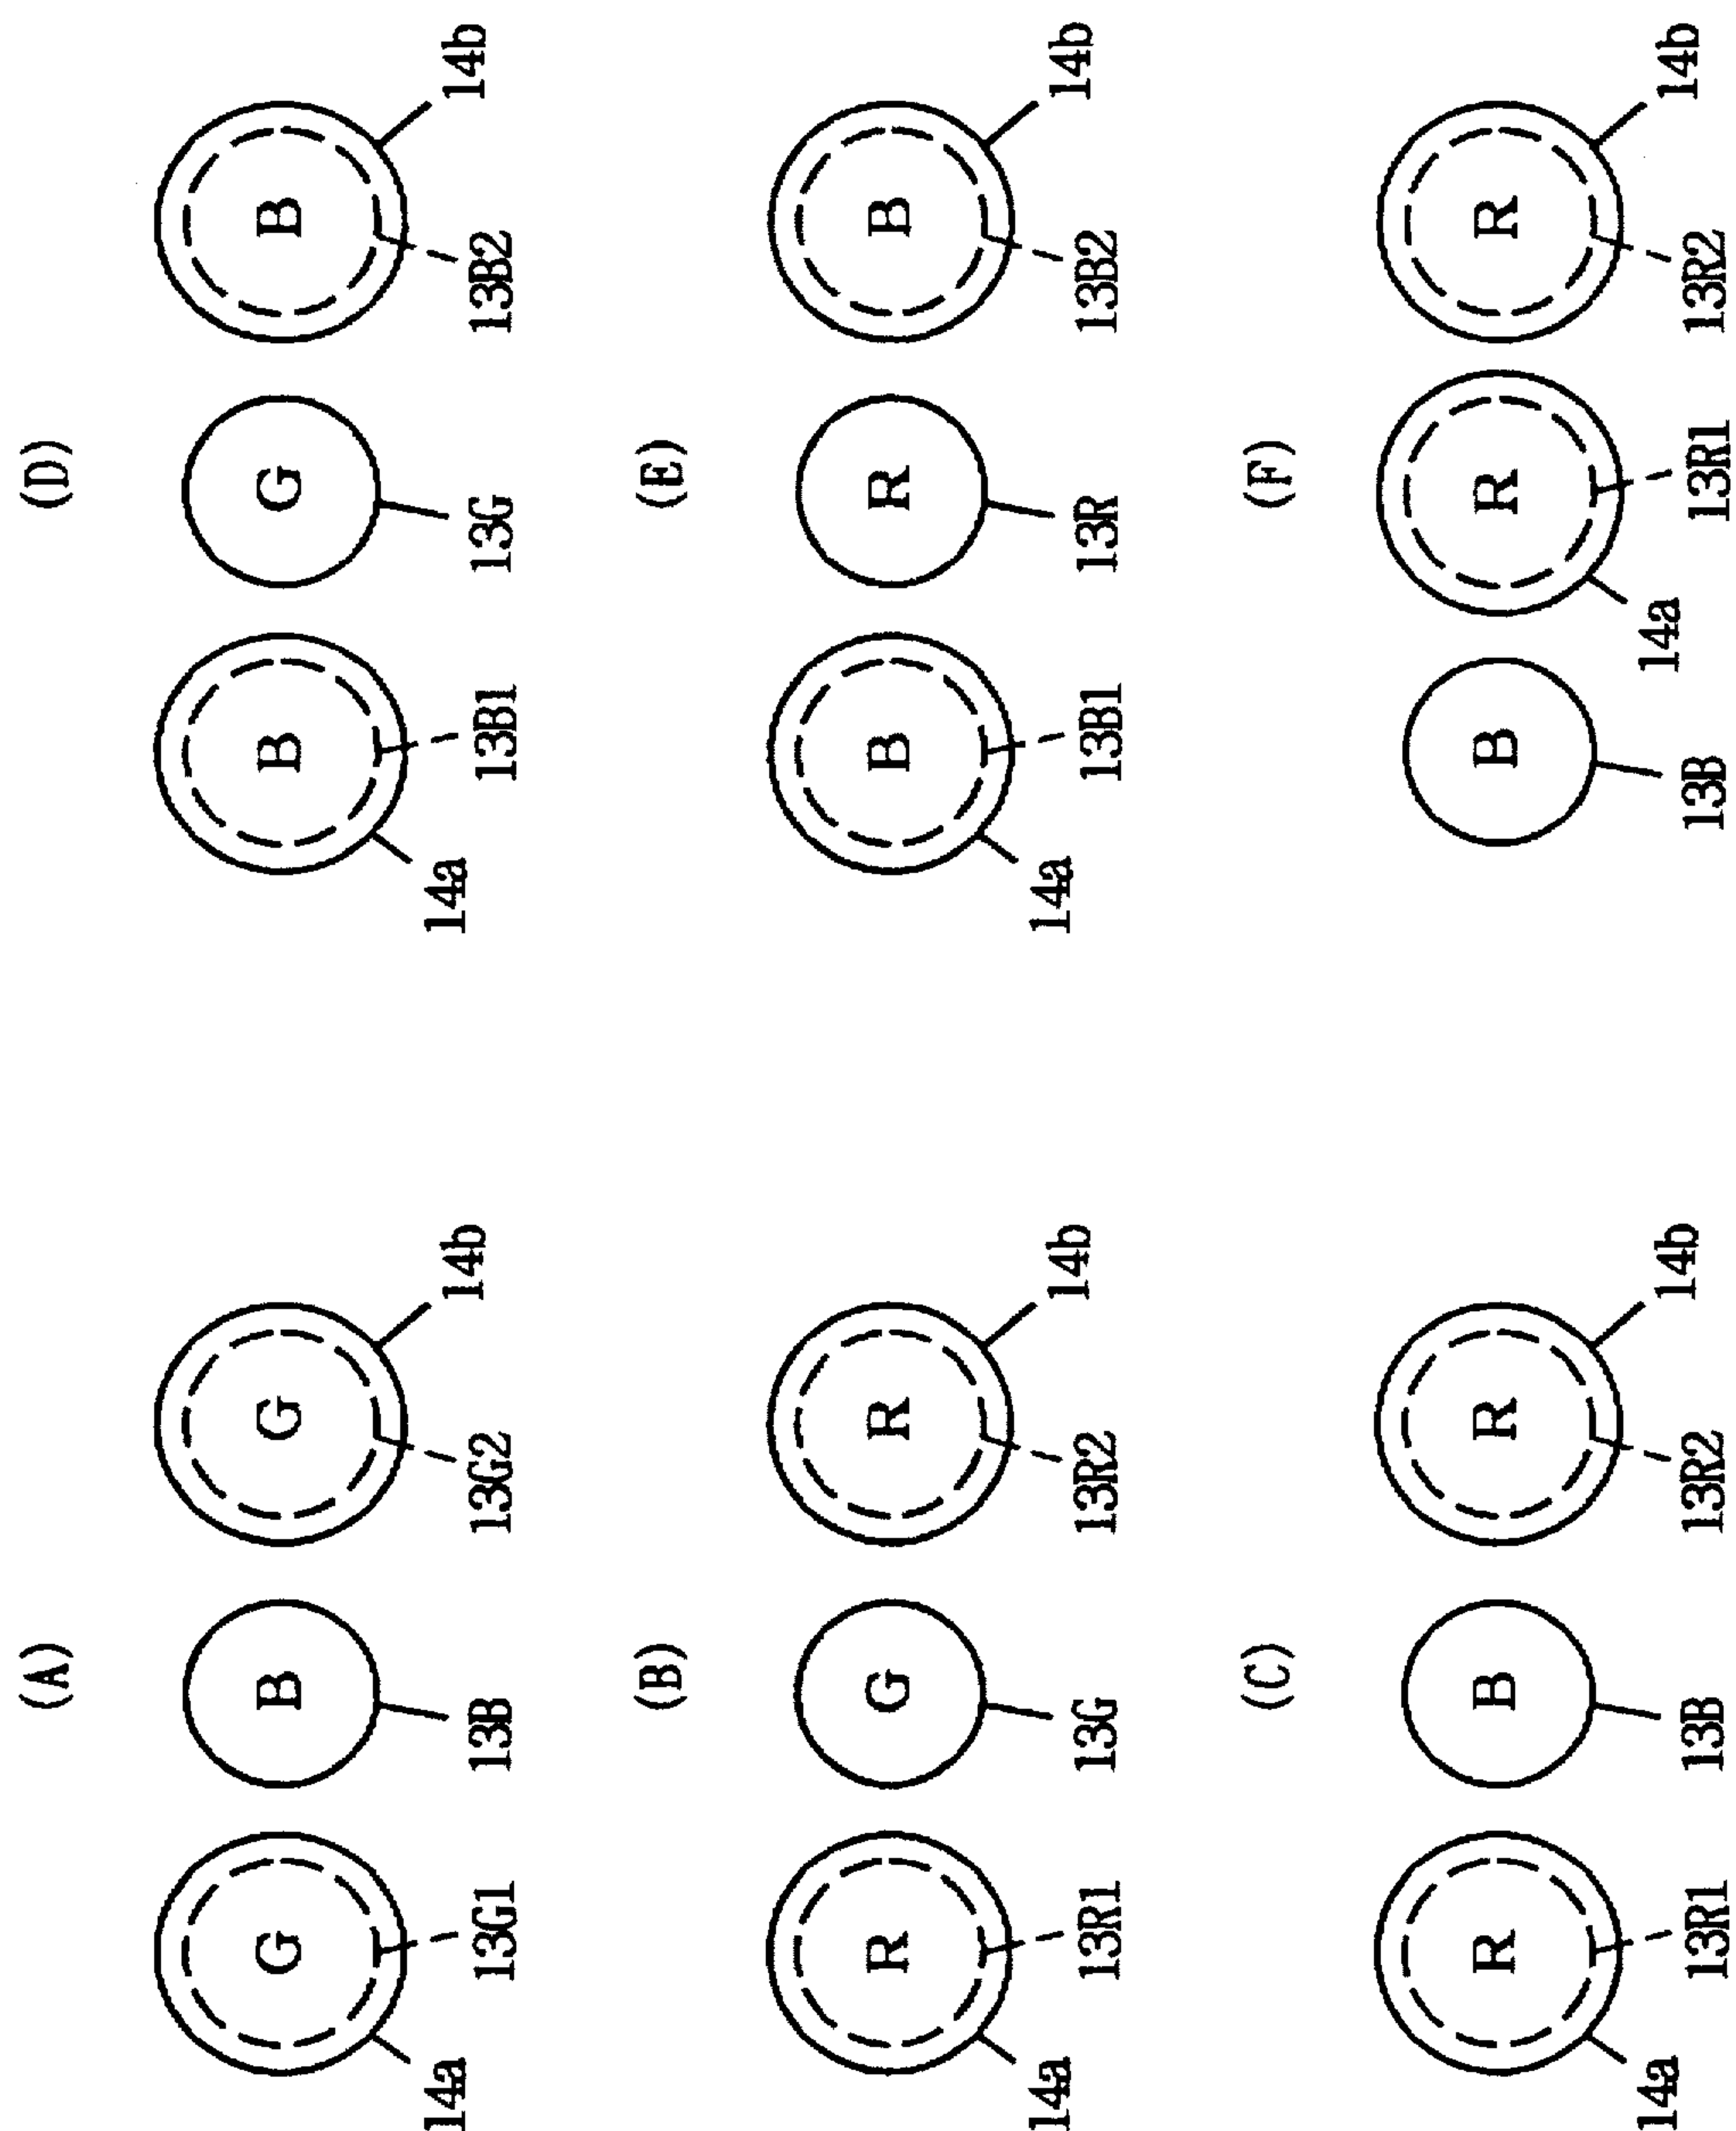 (A)
G B G
14a 13G1 13B 13G2 14b
(B)
R G R
14a 13R1 13G 13R2 14b
(C)
R B R
14a 13R1 13B 13R2 14b
(D)
B G B
14a 13B1 13G 13B2 14b
(E)
B R B
14a 13B1 13R 13B2 14b
(F)
B R R
13B 14a 13R1 13R2 14b